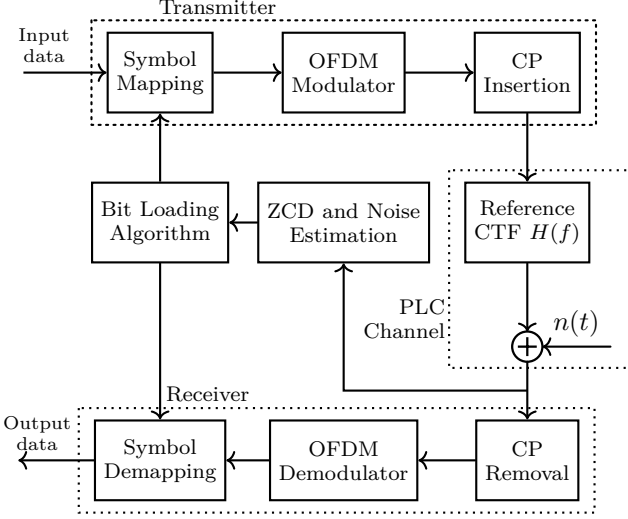 Transmitter
Input
data
Symbol
Mapping
OFDM
Modulator
CP
Insertion
Bit Loading
Algorithm
ZCD and Noise
Estimation
Reference
CTF H(f)
PLC
Channel
n(t)
Receiver
Output
data
Symbol
Demapping
OFDM
Demodulator
CP
Removal